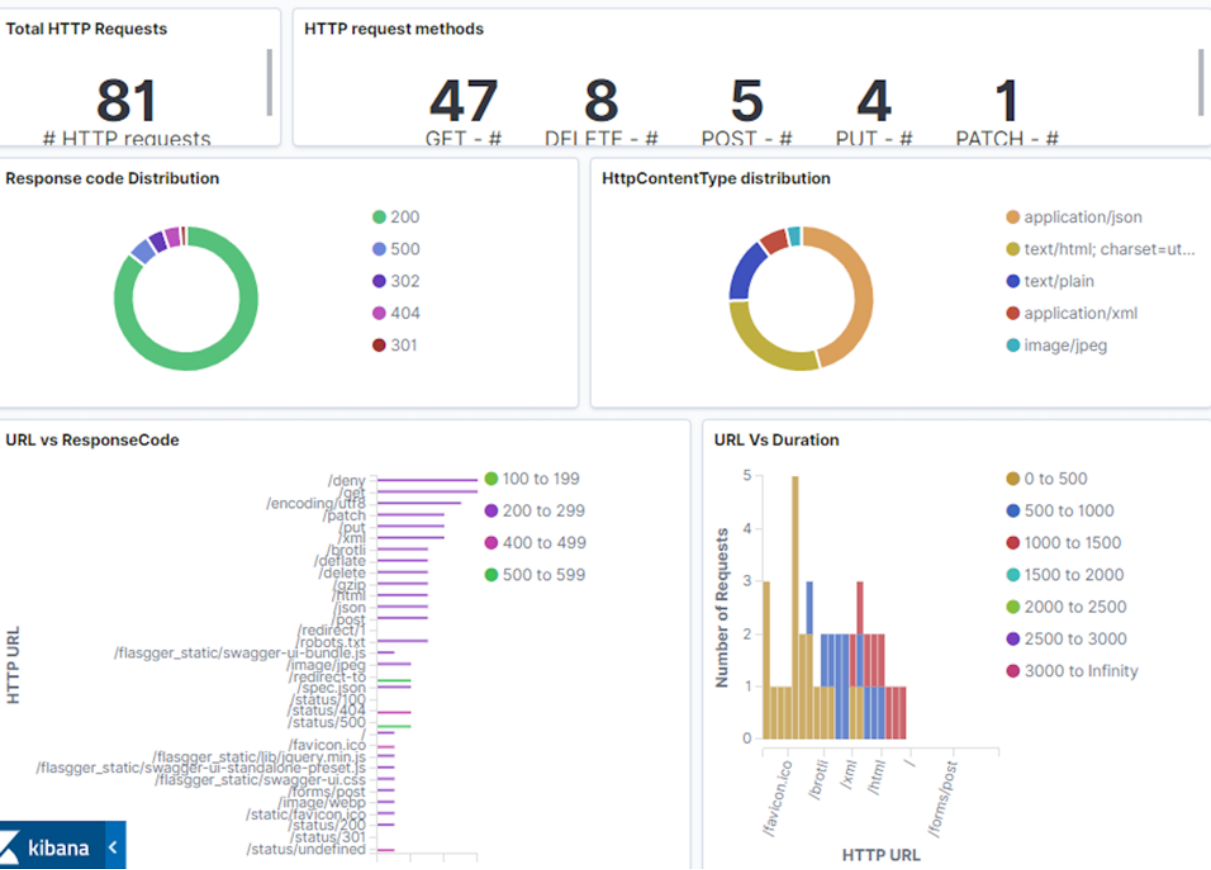 Total HTTP Requests
81
# HTTP requests
HTTP request methods
47 8 5 4 1
GET - # DELETE - # POST - # PUT - # PATCH - #
Response code Distribution
200
500
302
404
301
HttpContentType distribution
application/json
text/html; charset=ut...
text/plain
application/xml
image/jpeg
URL vs ResponseCode
HTTP URL
/deny
/get
/encoding/utf8
/patch
/put
/xml
/brotli
/deflate
/delete
/gzip
/html
/json
/post
/redirect/1
/robots.txt
/flasgger_static/swagger-ui-bundle.js
/image/jpeg
/redirect-to
/spec.json
/status/100
/status/404
/status/500
/
/favicon.ico
/flasgger_static/lib/jquery.min.js
/flasgger_static/swagger-ui-standalone-preset.js
/flasgger_static/swagger-ui.css
/forms/post
/image/webp
/static/favicon.ico
/status/200
/status/301
/status/undefined
100 to 199
200 to 299
400 to 499
500 to 599
URL Vs Duration
Number of Requests
5
4
3
2
1
0
/favicon.ico
/brotli
/xml
/html
/
/forms/post
HTTP URL
0 to 500
500 to 1000
1000 to 1500
1500 to 2000
2000 to 2500
2500 to 3000
3000 to Infinity
kibana